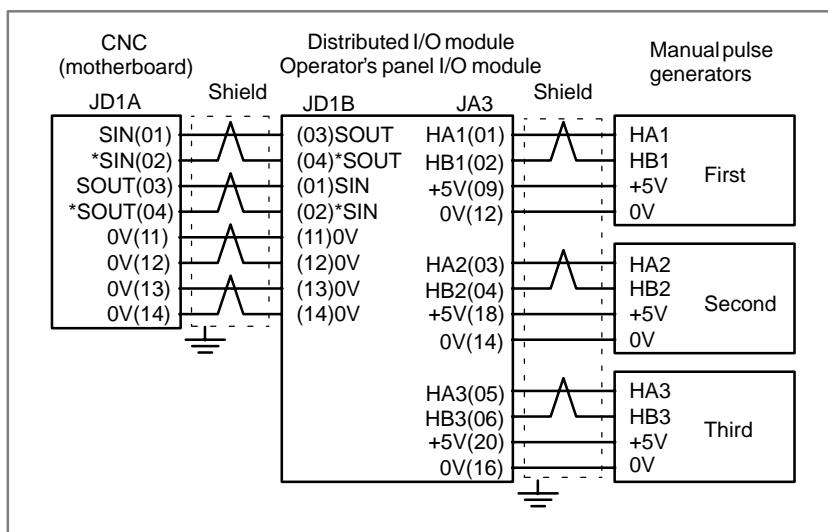 CNC
(motherboard)
Distributed I/O module
Operator's panel I/O module
Manual pulse
generators
JD1A
Shield
JD1B
JA3
Shield
SIN(01)
*SIN(02)
SOUT(03)
*SOUT(04)
0V(11)
0V(12)
0V(13)
0V(14)
(03)SOUT
(04)*SOUT
(01)SIN
(02)*SIN
(11)0V
(12)0V
(13)0V
(14)0V
HA1(01)
HB1(02)
+5V(09)
0V(12)
HA2(03)
HB2(04)
+5V(18)
0V(14)
HA3(05)
HB3(06)
+5V(20)
0V(16)
HA1
HB1
+5V
0V
First
HA2
HB2
+5V
0V
Second
HA3
HB3
+5V
0V
Third